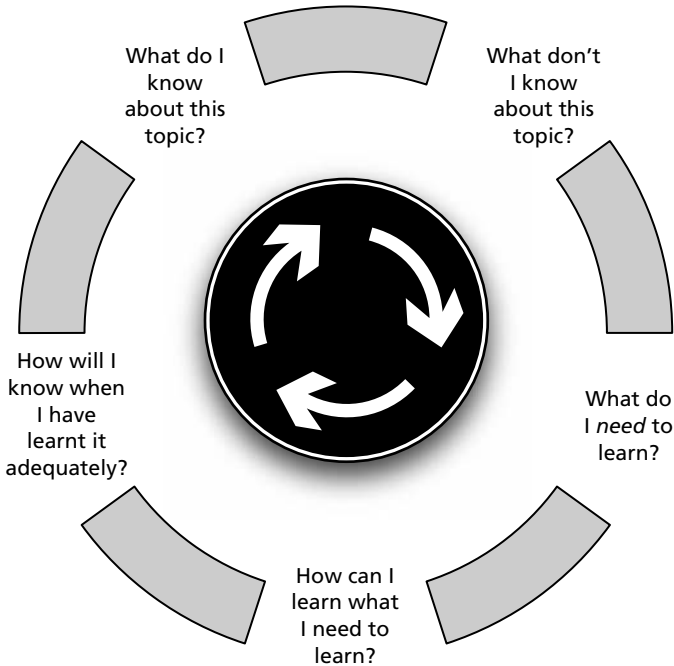 What do I
know
about this
topic?
What don’t
I know
about this
topic?
What do
I need to
learn?
How can I
learn what
I need to
learn?
How will I
know when
I have
learnt it
adequately?